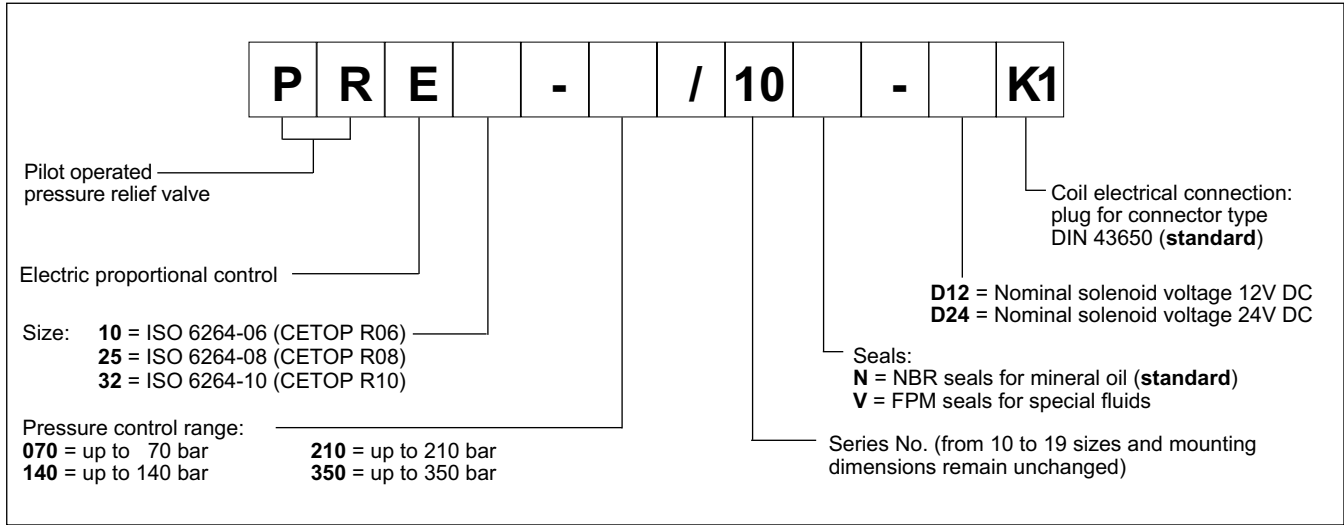 P R E - / 10 - K1
Pilot operated
pressure relief valve
Electric proportional control
Size: 10 = ISO 6264-06 (CETOP R06)
25 = ISO 6264-08 (CETOP R08)
32 = ISO 6264-10 (CETOP R10)
Pressure control range:
070 = up to 70 bar 210 = up to 210 bar
140 = up to 140 bar 350 = up to 350 bar
Coil electrical connection:
plug for connector type
DIN 43650 (standard)
D12 = Nominal solenoid voltage 12V DC
D24 = Nominal solenoid voltage 24V DC
Seals:
N = NBR seals for mineral oil (standard)
V = FPM seals for special fluids
Series No. (from 10 to 19 sizes and mounting
dimensions remain unchanged)